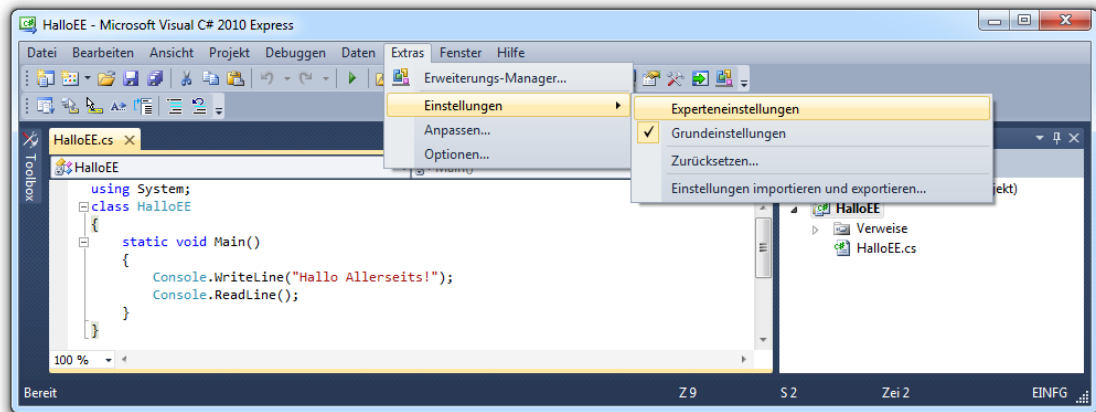 HalloEE - Microsoft Visual C# 2010 Express
Datei Bearbeiten Ansicht Projekt Debuggen Daten Extras Fenster Hilfe
Erweiterungs-Manager...
Einstellungen
Anpassen...
Optionen...
Experteneinstellungen
Grundeinstellungen
Zurücksetzen...
Einstellungen importieren und exportieren...
Toolbox
HalloEE.cs
HalloEE
using System;
class HalloEE
{
static void Main()
{
Console.WriteLine("Hallo Allerseits!");
Console.ReadLine();
}
}
100 %
HalloEE
Verweise
HalloEE.cs
Bereit Z 9 S 2 Zei 2 EINFG